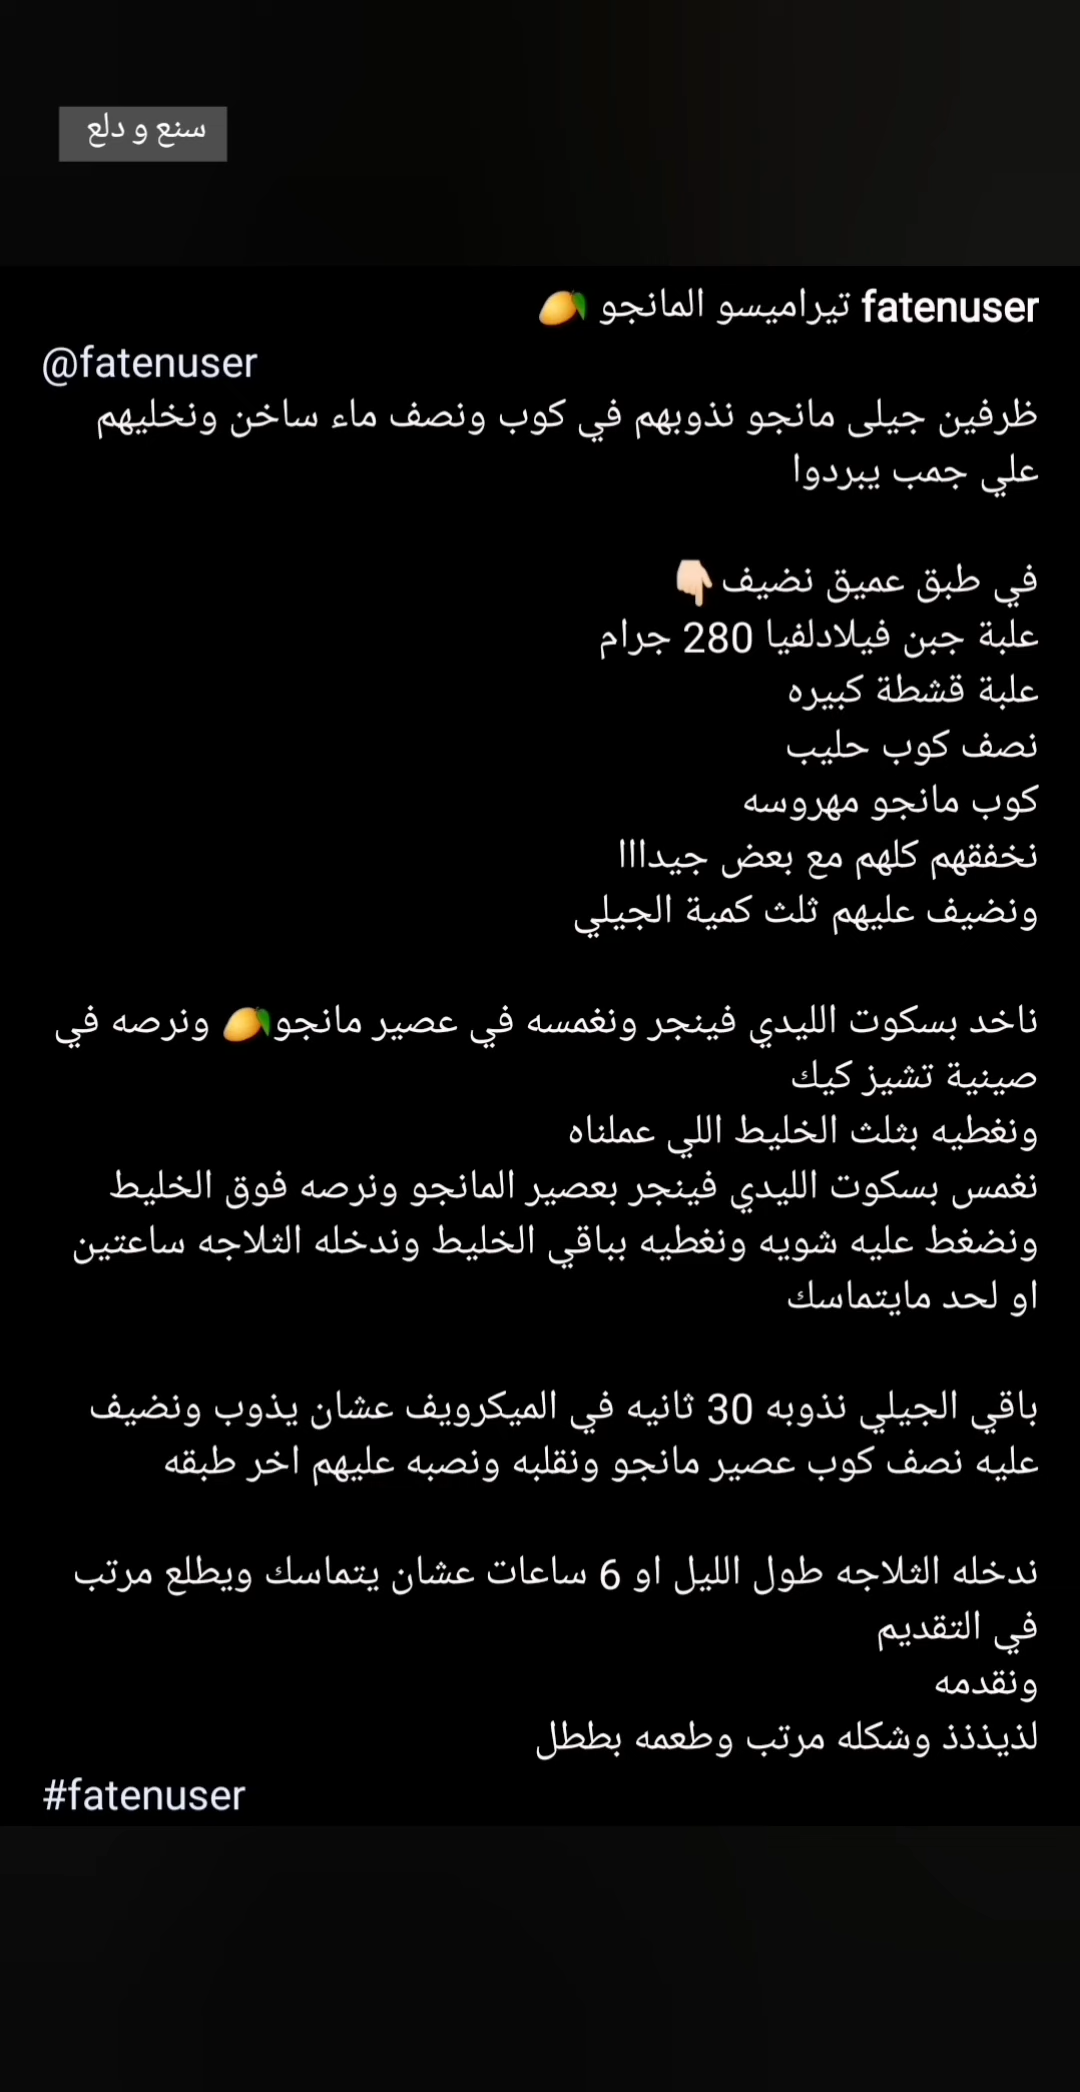 سنع و دلع
fatenuser تيراميسو المانجو 🥭
@fatenuser
ظرفين جيلى مانجو نذوبهم في كوب ونصف ماء ساخن ونخليهم
علي جمب يبردوا
في طبق عميق نضيف 👇🏻
علبة جبن فيلادلفيا 280 جرام
علبة قشطة كبيره
نصف كوب حليب
كوب مانجو مهروسه
نخفقهم كلهم مع بعض جيدااا
ونضيف عليهم ثلث كمية الجيلي
ناخد بسكوت الليدي فينجر ونغمسه في عصير مانجو🥭 ونرصه في
صينية تشيز كيك
ونغطيه بثلث الخليط اللي عملناه
نغمس بسكوت الليدي فينجر بعصير المانجو ونرصه فوق الخليط
ونضغط عليه شويه ونغطيه بباقي الخليط وندخله الثلاجه ساعتين
او لحد مايتماسك
باقي الجيلي نذوبه 30 ثانيه في الميكرويف عشان يذوب ونضيف
عليه نصف كوب عصير مانجو ونقلبه ونصبه عليهم اخر طبقه
ندخله الثلاجه طول الليل او 6 ساعات عشان يتماسك ويطلع مرتب
في التقديم
ونقدمه
لذيذذذ وشكله مرتب وطعمه بططل
#fatenuser